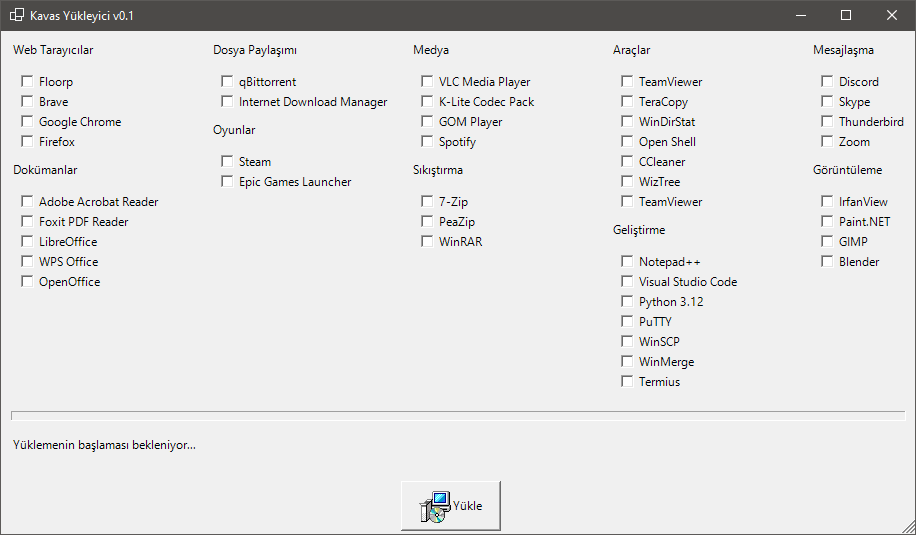 Kavas Yükleyici v0.1
Web Tarayıcılar
Floorp
Brave
Google Chrome
Firefox
Dokümanlar
Adobe Acrobat Reader
Foxit PDF Reader
LibreOffice
WPS Office
OpenOffice
Dosya Paylaşımı
qBittorrent
Internet Download Manager
Oyunlar
Steam
Epic Games Launcher
Medya
VLC Media Player
K-Lite Codec Pack
GOM Player
Spotify
Sıkıştırma
7-Zip
PeaZip
WinRAR
Araçlar
TeamViewer
TeraCopy
WinDirStat
Open Shell
CCleaner
WizTree
TeamViewer
Geliştirme
Notepad++
Visual Studio Code
Python 3.12
PuTTY
WinSCP
WinMerge
Termius
Mesajlaşma
Discord
Skype
Thunderbird
Zoom
Görüntüleme
IrfanView
Paint.NET
GIMP
Blender
Yüklemenin başlaması bekleniyor...
Yükle